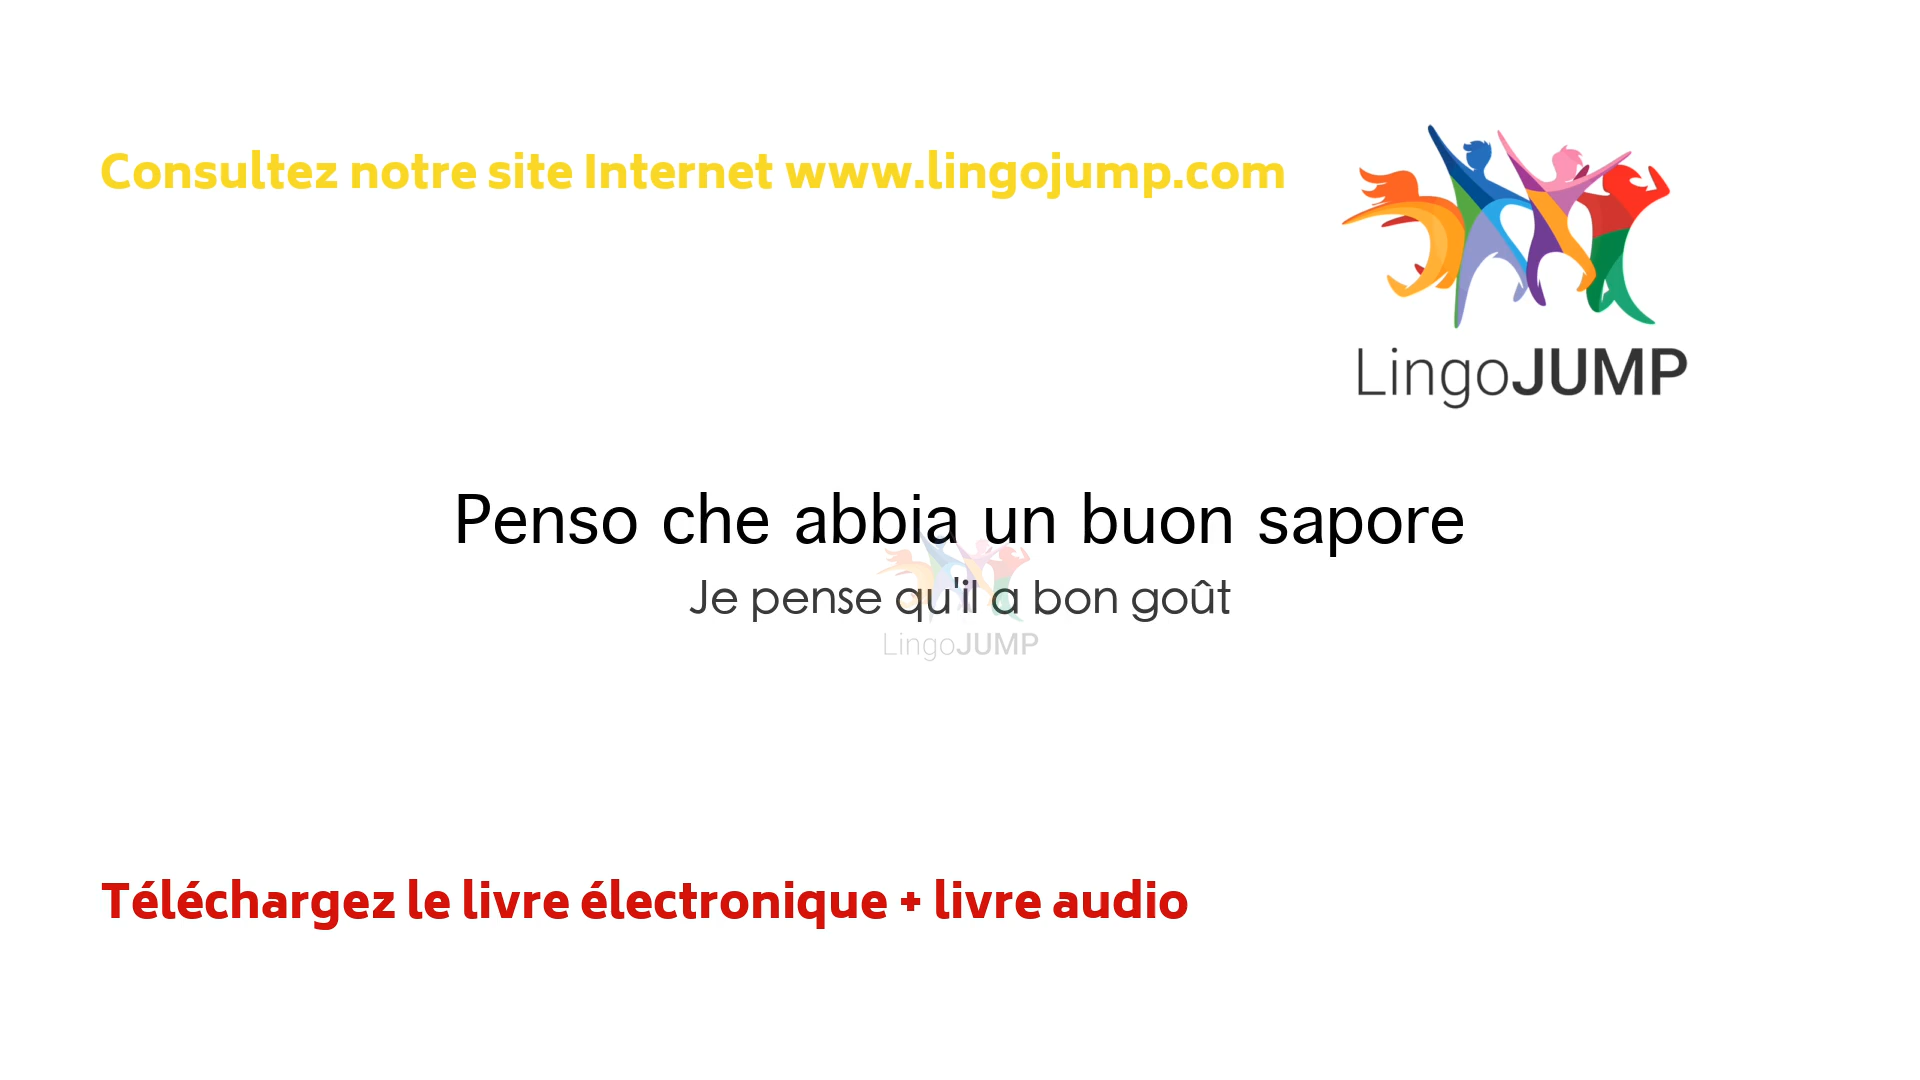 Consultez notre site Internet www.lingojump.com
LingoJUMP
Penso che abbia un buon sapore
Je pense qu'il a bon goût
LingoJUMP
Téléchargez le livre électronique + livre audio